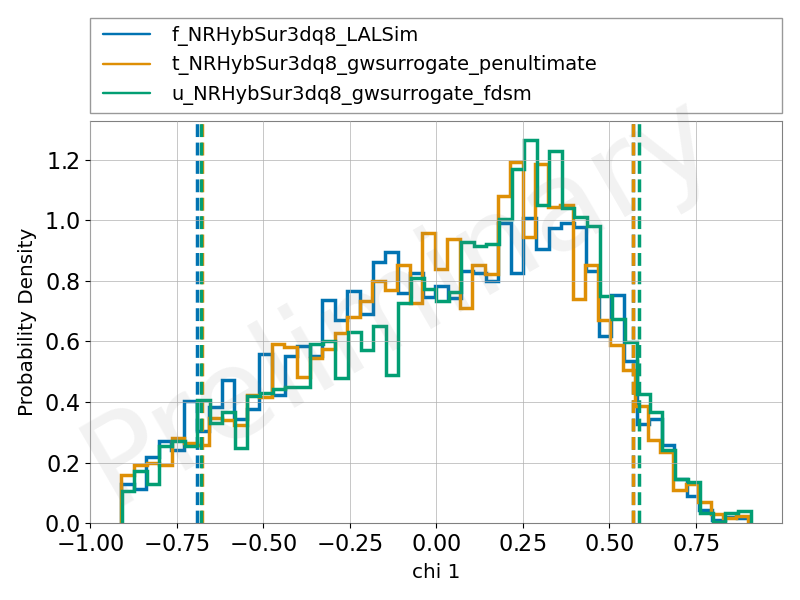 f_NRHybSur3dq8_LALSim
t_NRHybSur3dq8_gwsurrogate_penultimate
u_NRHybSur3dq8_gwsurrogate_fdsm
Preliminary
Probability Density
1.2
1.0
0.8
0.6
0.4
0.2
0.0
−1.00 −0.75 −0.50 −0.25 0.00 0.25 0.50 0.75
chi 1